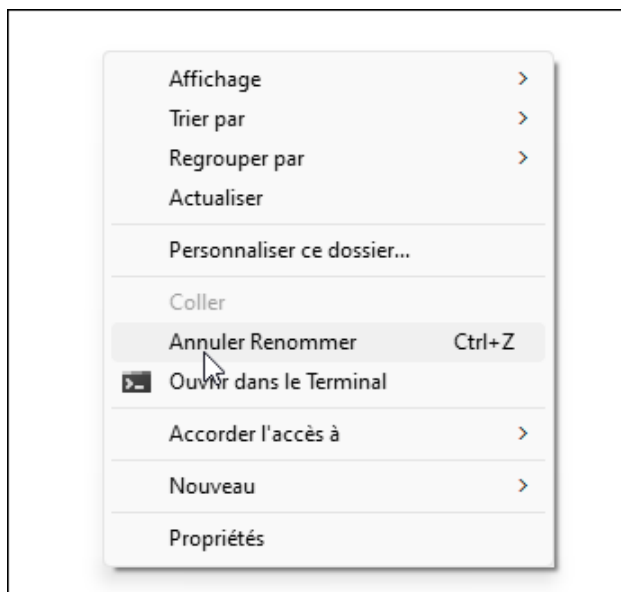 Affichage
Trier par
Regrouper par
Actualiser
Personnaliser ce dossier...
Coller
Annuler Renommer Ctrl+Z
Ouvrir dans le Terminal
Accorder l'accès à
Nouveau
Propriétés